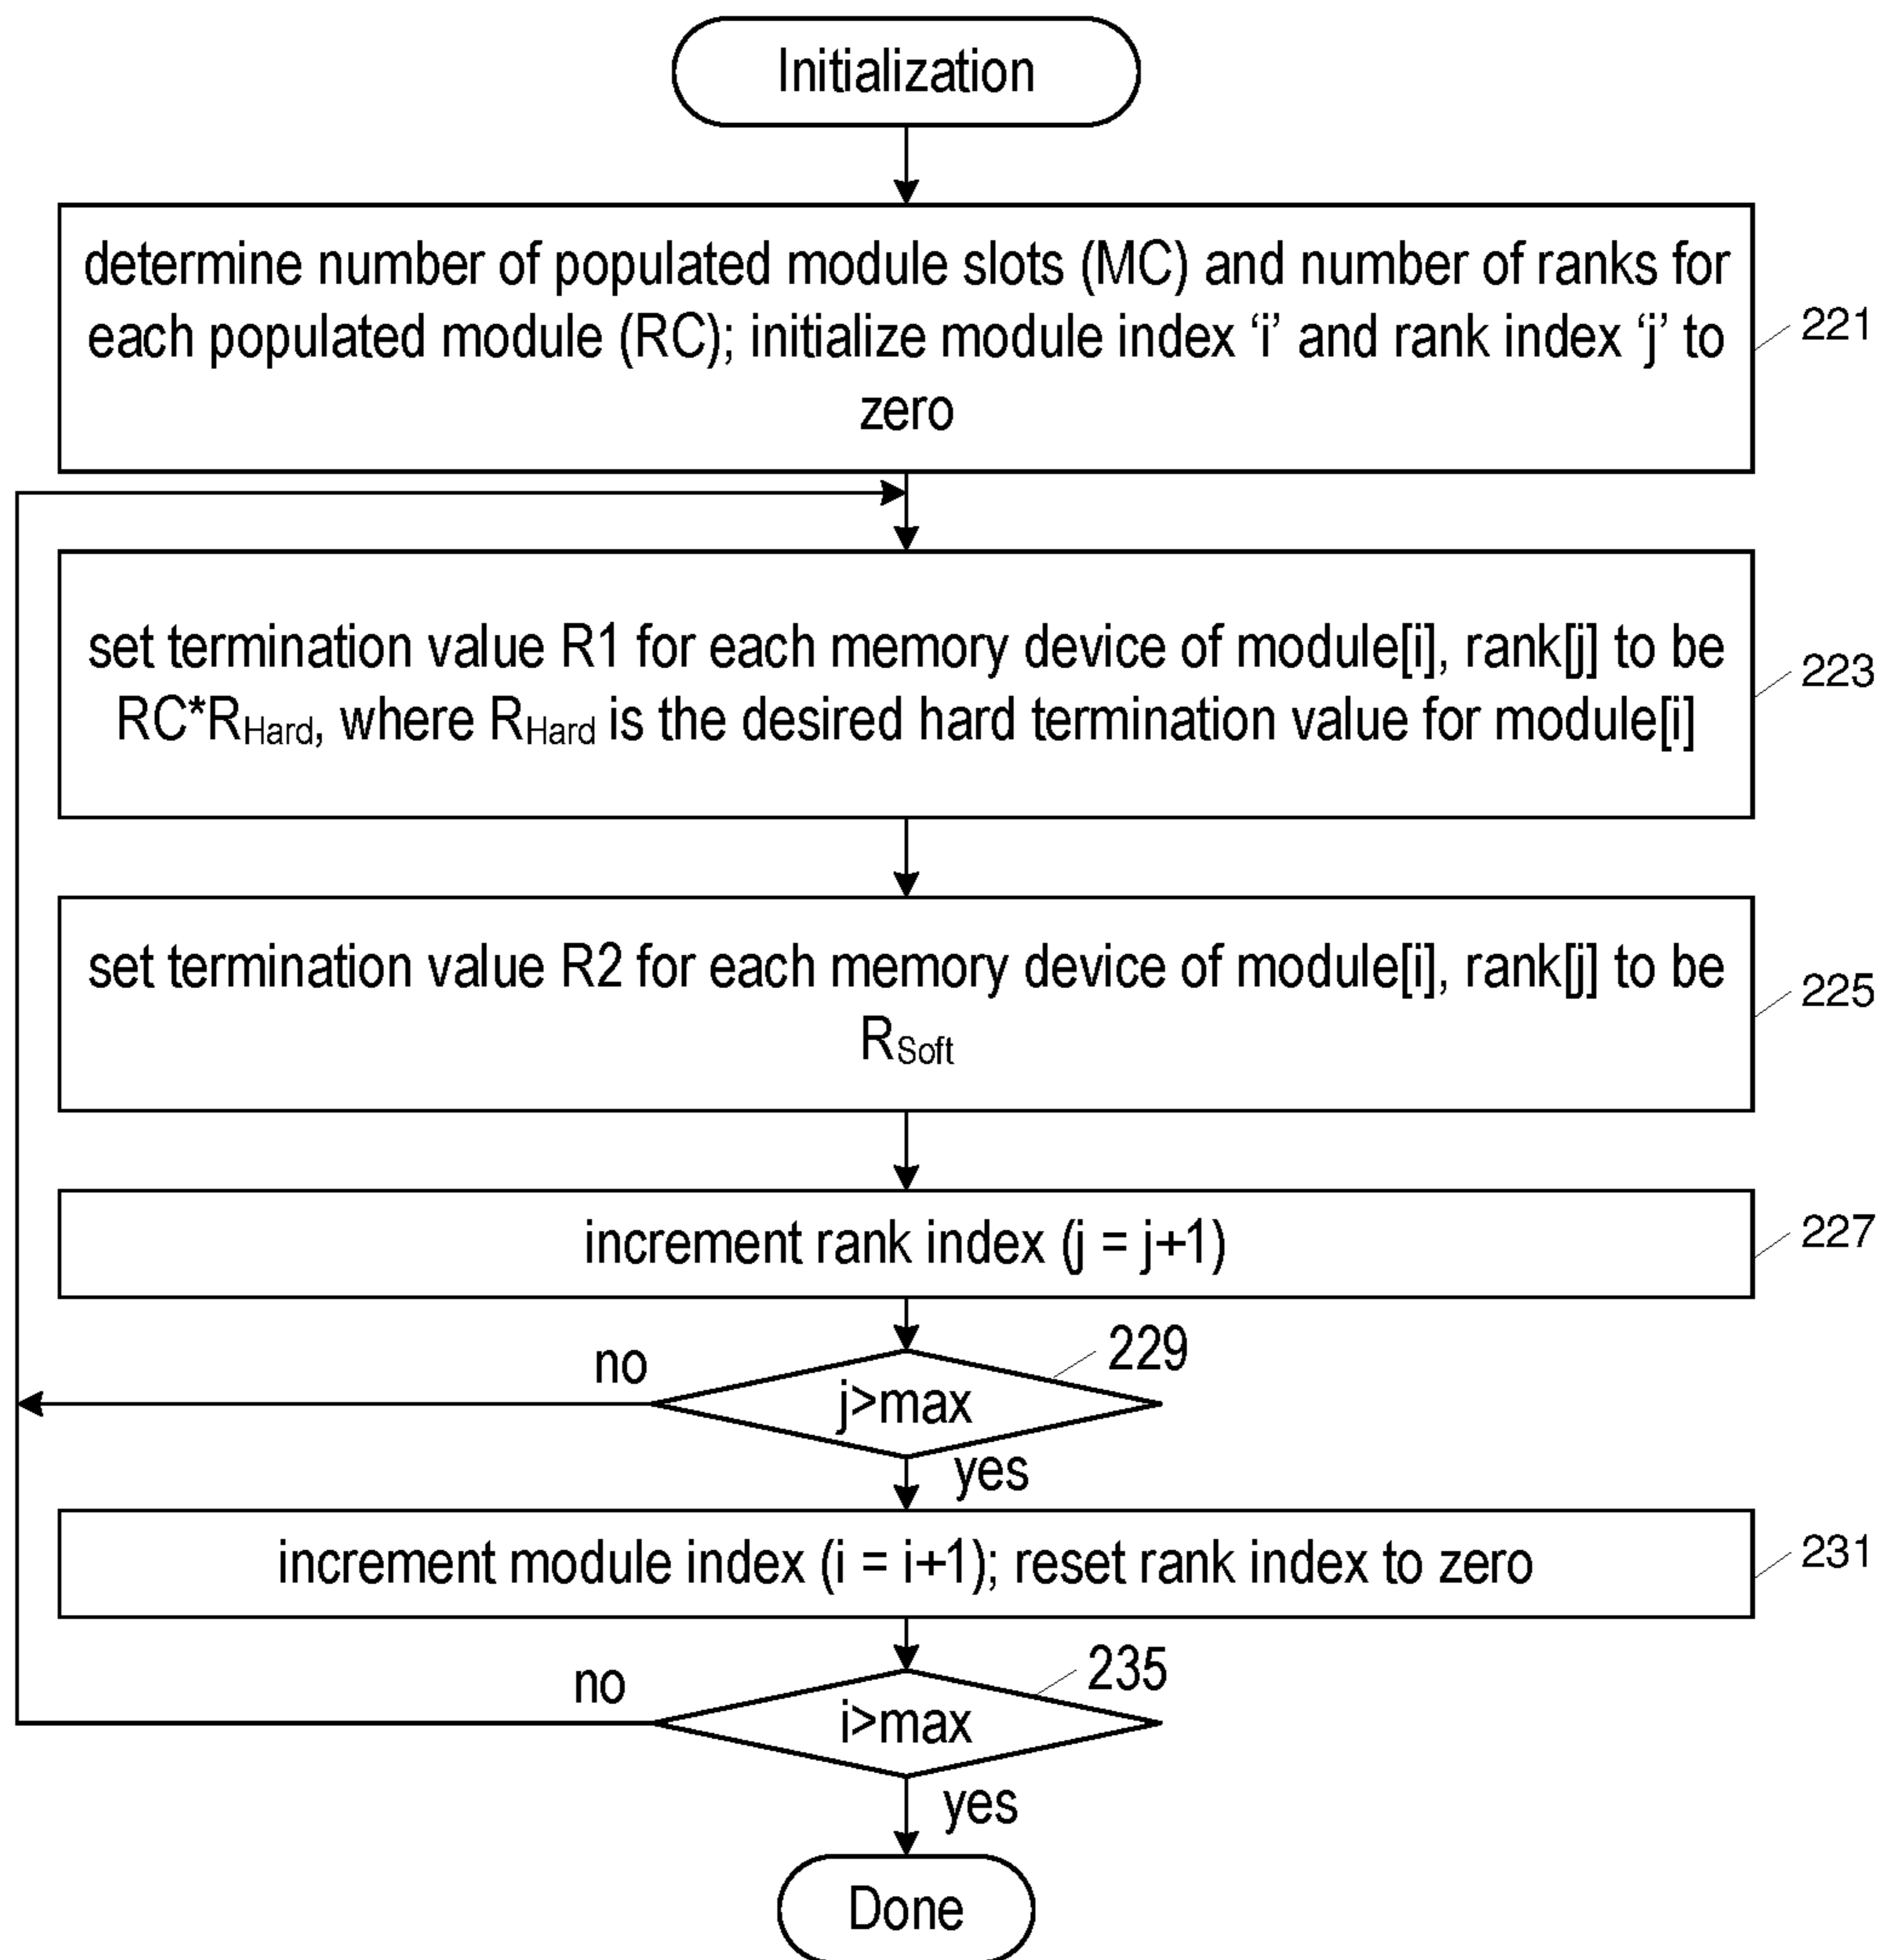 Initialization
determine number of populated module slots (MC) and number of ranks for
each populated module (RC); initialize module index ‘i’ and rank index ‘j’ to
zero
221
set termination value R1 for each memory device of module[i], rank[j] to be
RC*RHard, where RHard is the desired hard termination value for module[i]
223
set termination value R2 for each memory device of module[i], rank[j] to be
RSoft
225
increment rank index (j = j+1)
227
no
229
j>max
yes
increment module index (i = i+1); reset rank index to zero
231
no
235
i>max
yes
Done